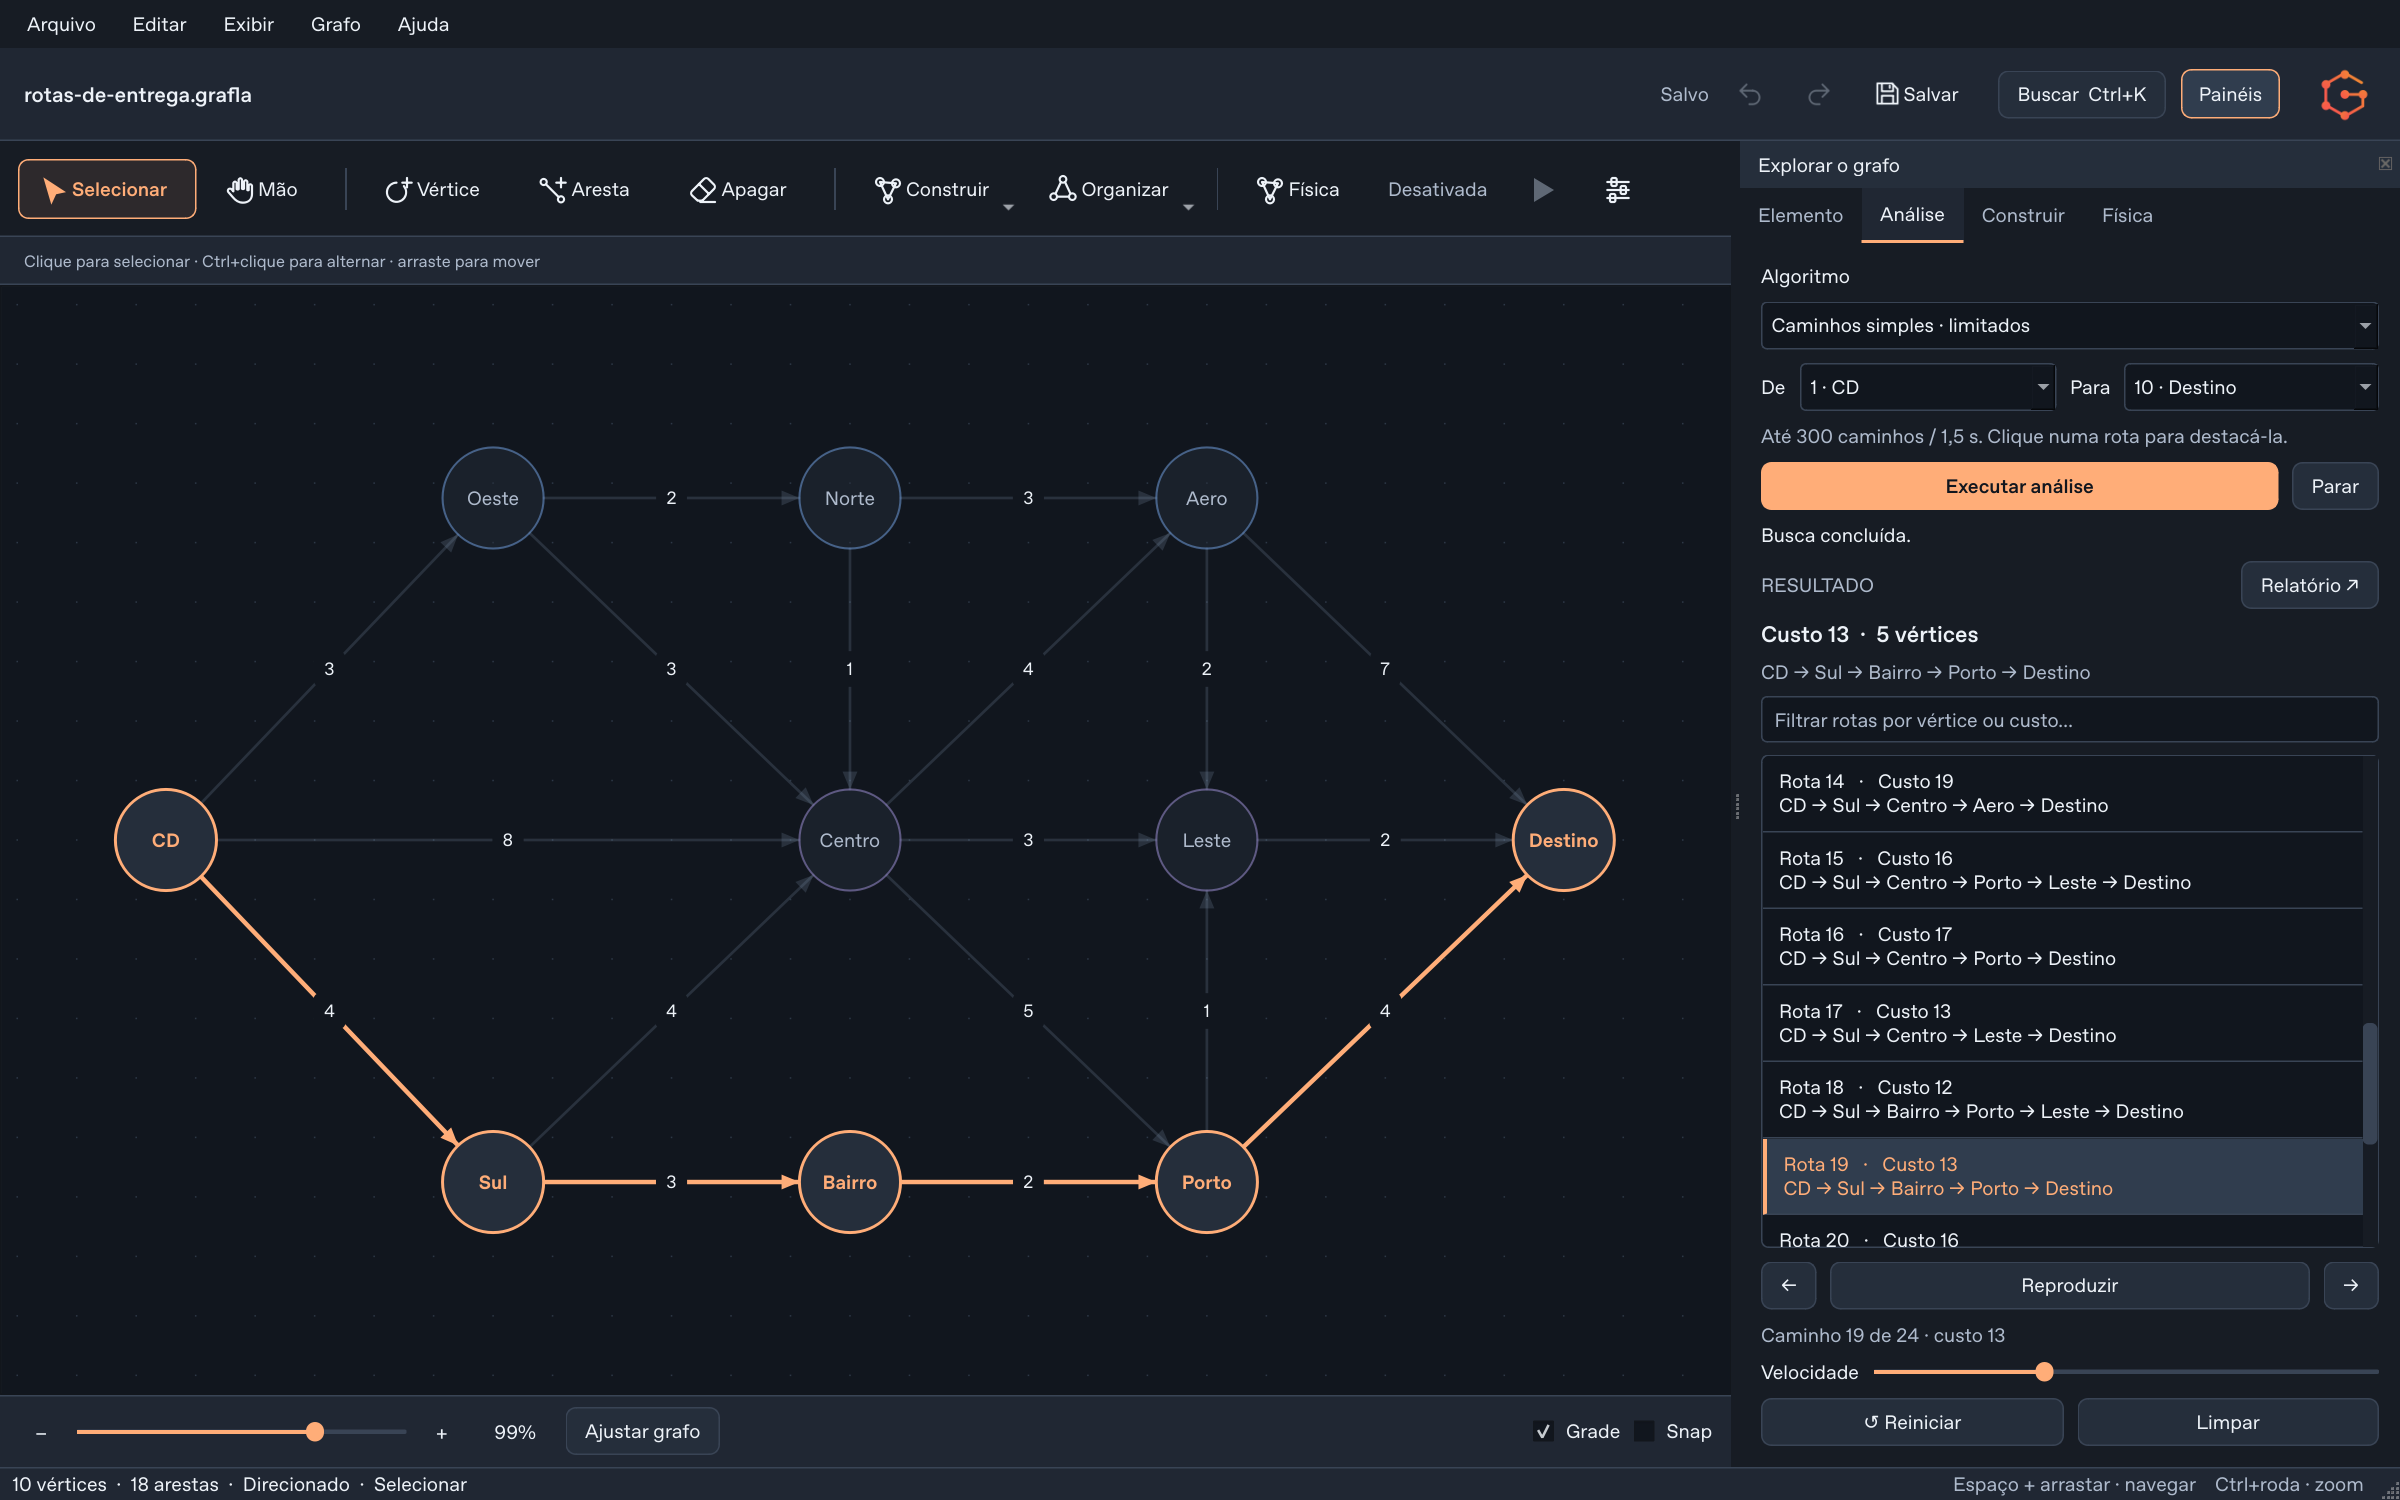 Arquivo Editar Exibir Grafo Ajuda
rotas-de-entrega.grafla
Salvo Salvar Buscar Ctrl+K Painéis
Selecionar Mão Vértice Aresta Apagar Construir Organizar Física Desativada
Clique para selecionar · Ctrl+clique para alternar · arraste para mover
Oeste 2 Norte 3 Aero
3 3 1 4 2 7
CD 8 Centro 3 Leste 2 Destino
4 4 5 1 4
Sul 3 Bairro 2 Porto
− + 99% Ajustar grafo ✓ Grade Snap
10 vértices · 18 arestas · Direcionado · Selecionar
Explorar o grafo
Elemento Análise Construir Física
Algoritmo
Caminhos simples · limitados
De 1 · CD Para 10 · Destino
Até 300 caminhos / 1,5 s. Clique numa rota para destacá-la.
Executar análise Parar
Busca concluída.
RESULTADO Relatório ↗
Custo 13 · 5 vértices
CD → Sul → Bairro → Porto → Destino
Filtrar rotas por vértice ou custo...
Rota 14 · Custo 19
CD → Sul → Centro → Aero → Destino
Rota 15 · Custo 16
CD → Sul → Centro → Porto → Leste → Destino
Rota 16 · Custo 17
CD → Sul → Centro → Porto → Destino
Rota 17 · Custo 13
CD → Sul → Centro → Leste → Destino
Rota 18 · Custo 12
CD → Sul → Bairro → Porto → Leste → Destino
Rota 19 · Custo 13
CD → Sul → Bairro → Porto → Destino
Rota 20 · Custo 16
← Reproduzir →
Caminho 19 de 24 · custo 13
Velocidade
↺ Reiniciar Limpar
Espaço + arrastar · navegar Ctrl+roda · zoom